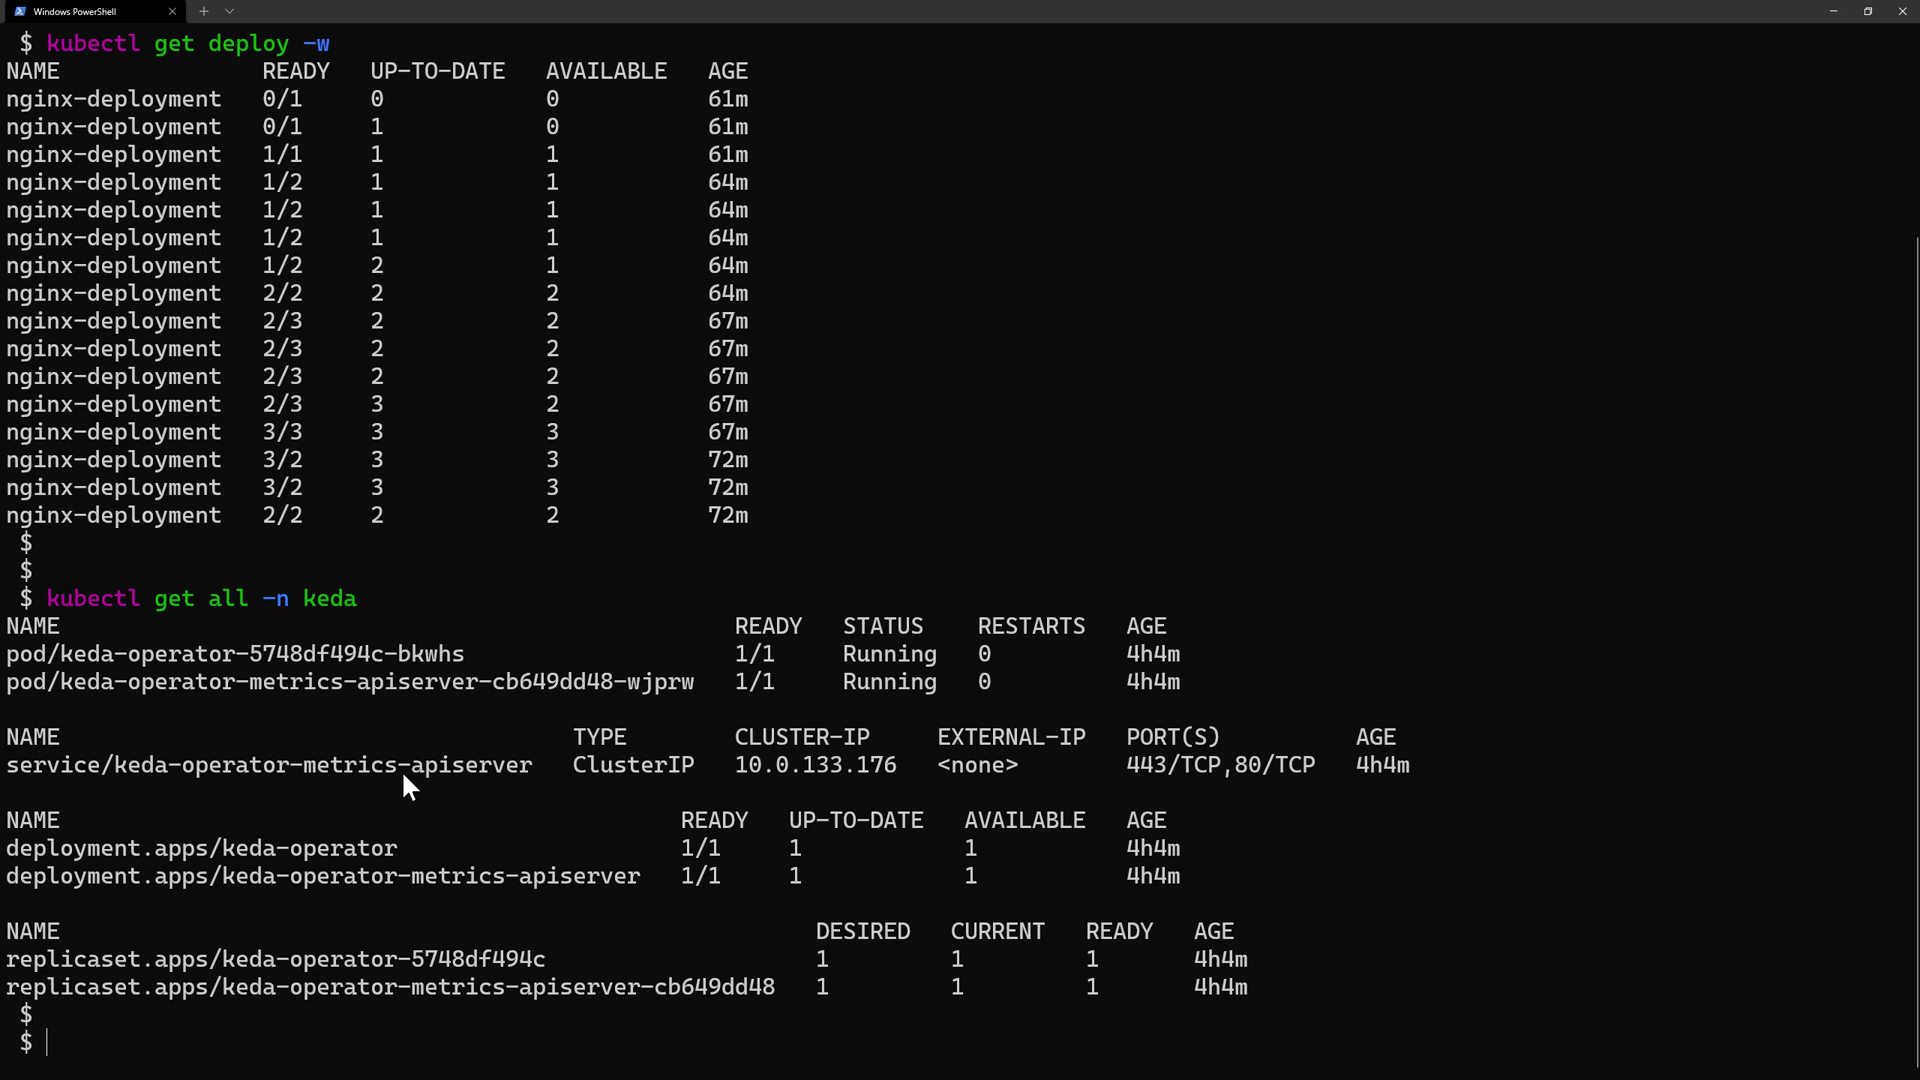 Windows PowerShell
$ kubectl get deploy -w
NAME READY UP-TO-DATE AVAILABLE AGE
nginx-deployment 0/1 0 0 61m
nginx-deployment 0/1 1 0 61m
nginx-deployment 1/1 1 1 61m
nginx-deployment 1/2 1 1 64m
nginx-deployment 1/2 1 1 64m
nginx-deployment 1/2 1 1 64m
nginx-deployment 1/2 2 1 64m
nginx-deployment 2/2 2 2 64m
nginx-deployment 2/3 2 2 67m
nginx-deployment 2/3 2 2 67m
nginx-deployment 2/3 2 2 67m
nginx-deployment 2/3 3 2 67m
nginx-deployment 3/3 3 3 67m
nginx-deployment 3/2 3 3 72m
nginx-deployment 3/2 3 3 72m
nginx-deployment 2/2 2 2 72m
$
$
$ kubectl get all -n keda
NAME READY STATUS RESTARTS AGE
pod/keda-operator-5748df494c-bkwhs 1/1 Running 0 4h4m
pod/keda-operator-metrics-apiserver-cb649dd48-wjprw 1/1 Running 0 4h4m
NAME TYPE CLUSTER-IP EXTERNAL-IP PORT(S) AGE
service/keda-operator-metrics-apiserver ClusterIP 10.0.133.176 <none> 443/TCP,80/TCP 4h4m
NAME READY UP-TO-DATE AVAILABLE AGE
deployment.apps/keda-operator 1/1 1 1 4h4m
deployment.apps/keda-operator-metrics-apiserver 1/1 1 1 4h4m
NAME DESIRED CURRENT READY AGE
replicaset.apps/keda-operator-5748df494c 1 1 1 4h4m
replicaset.apps/keda-operator-metrics-apiserver-cb649dd48 1 1 1 4h4m
$
$